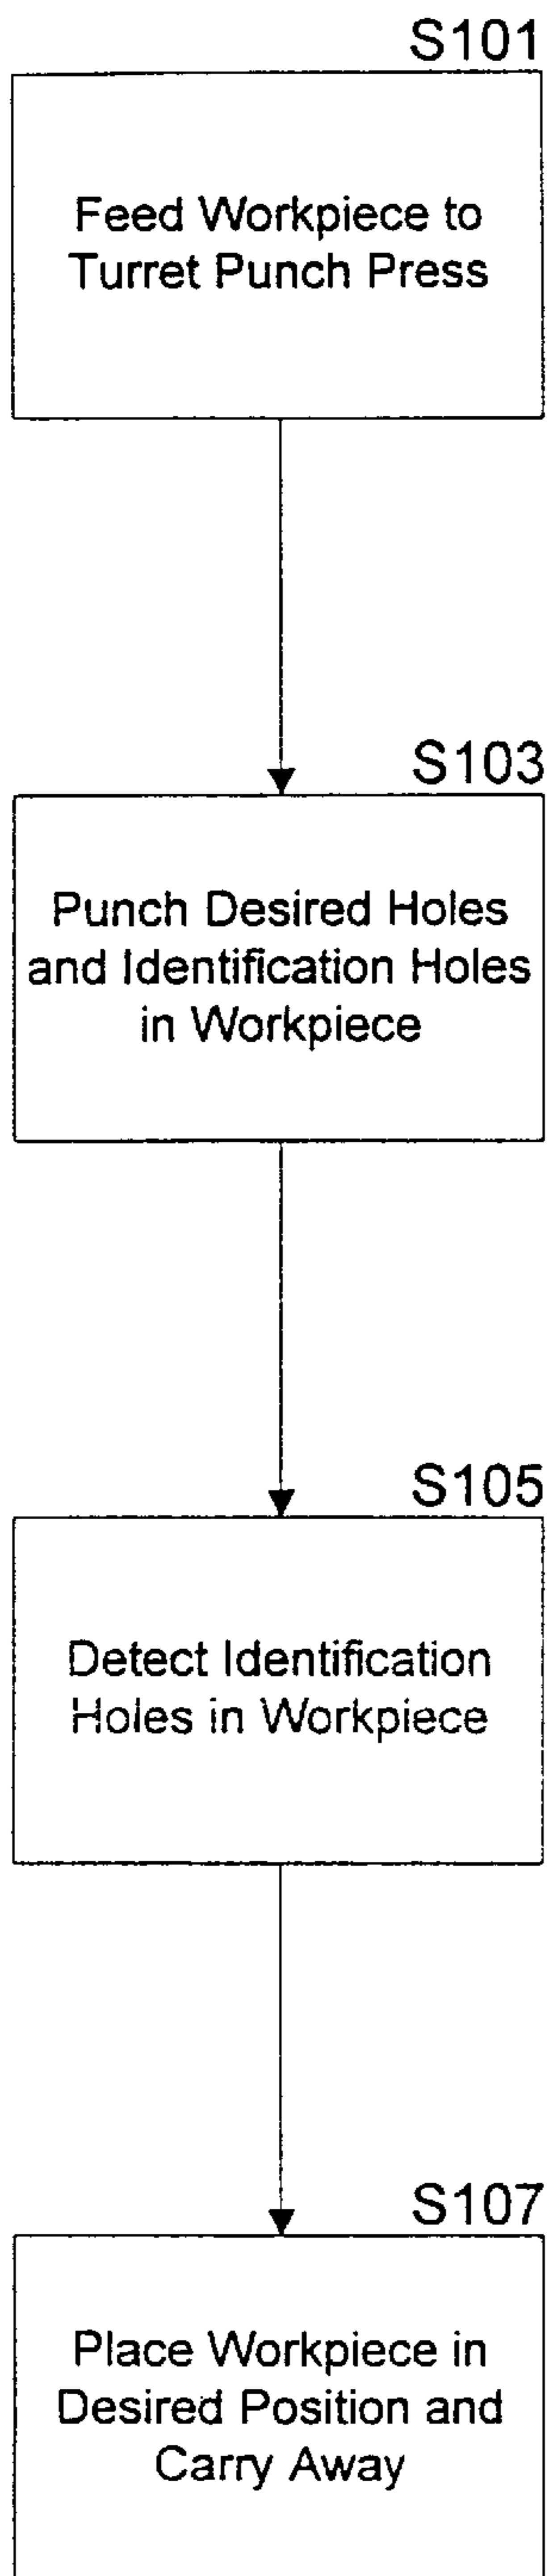 S101
Feed Workpiece to
Turret Punch Press
S103
Punch Desired Holes
and Identification Holes
in Workpiece
S105
Detect Identification
Holes in Workpiece
S107
Place Workpiece in
Desired Position and
Carry Away